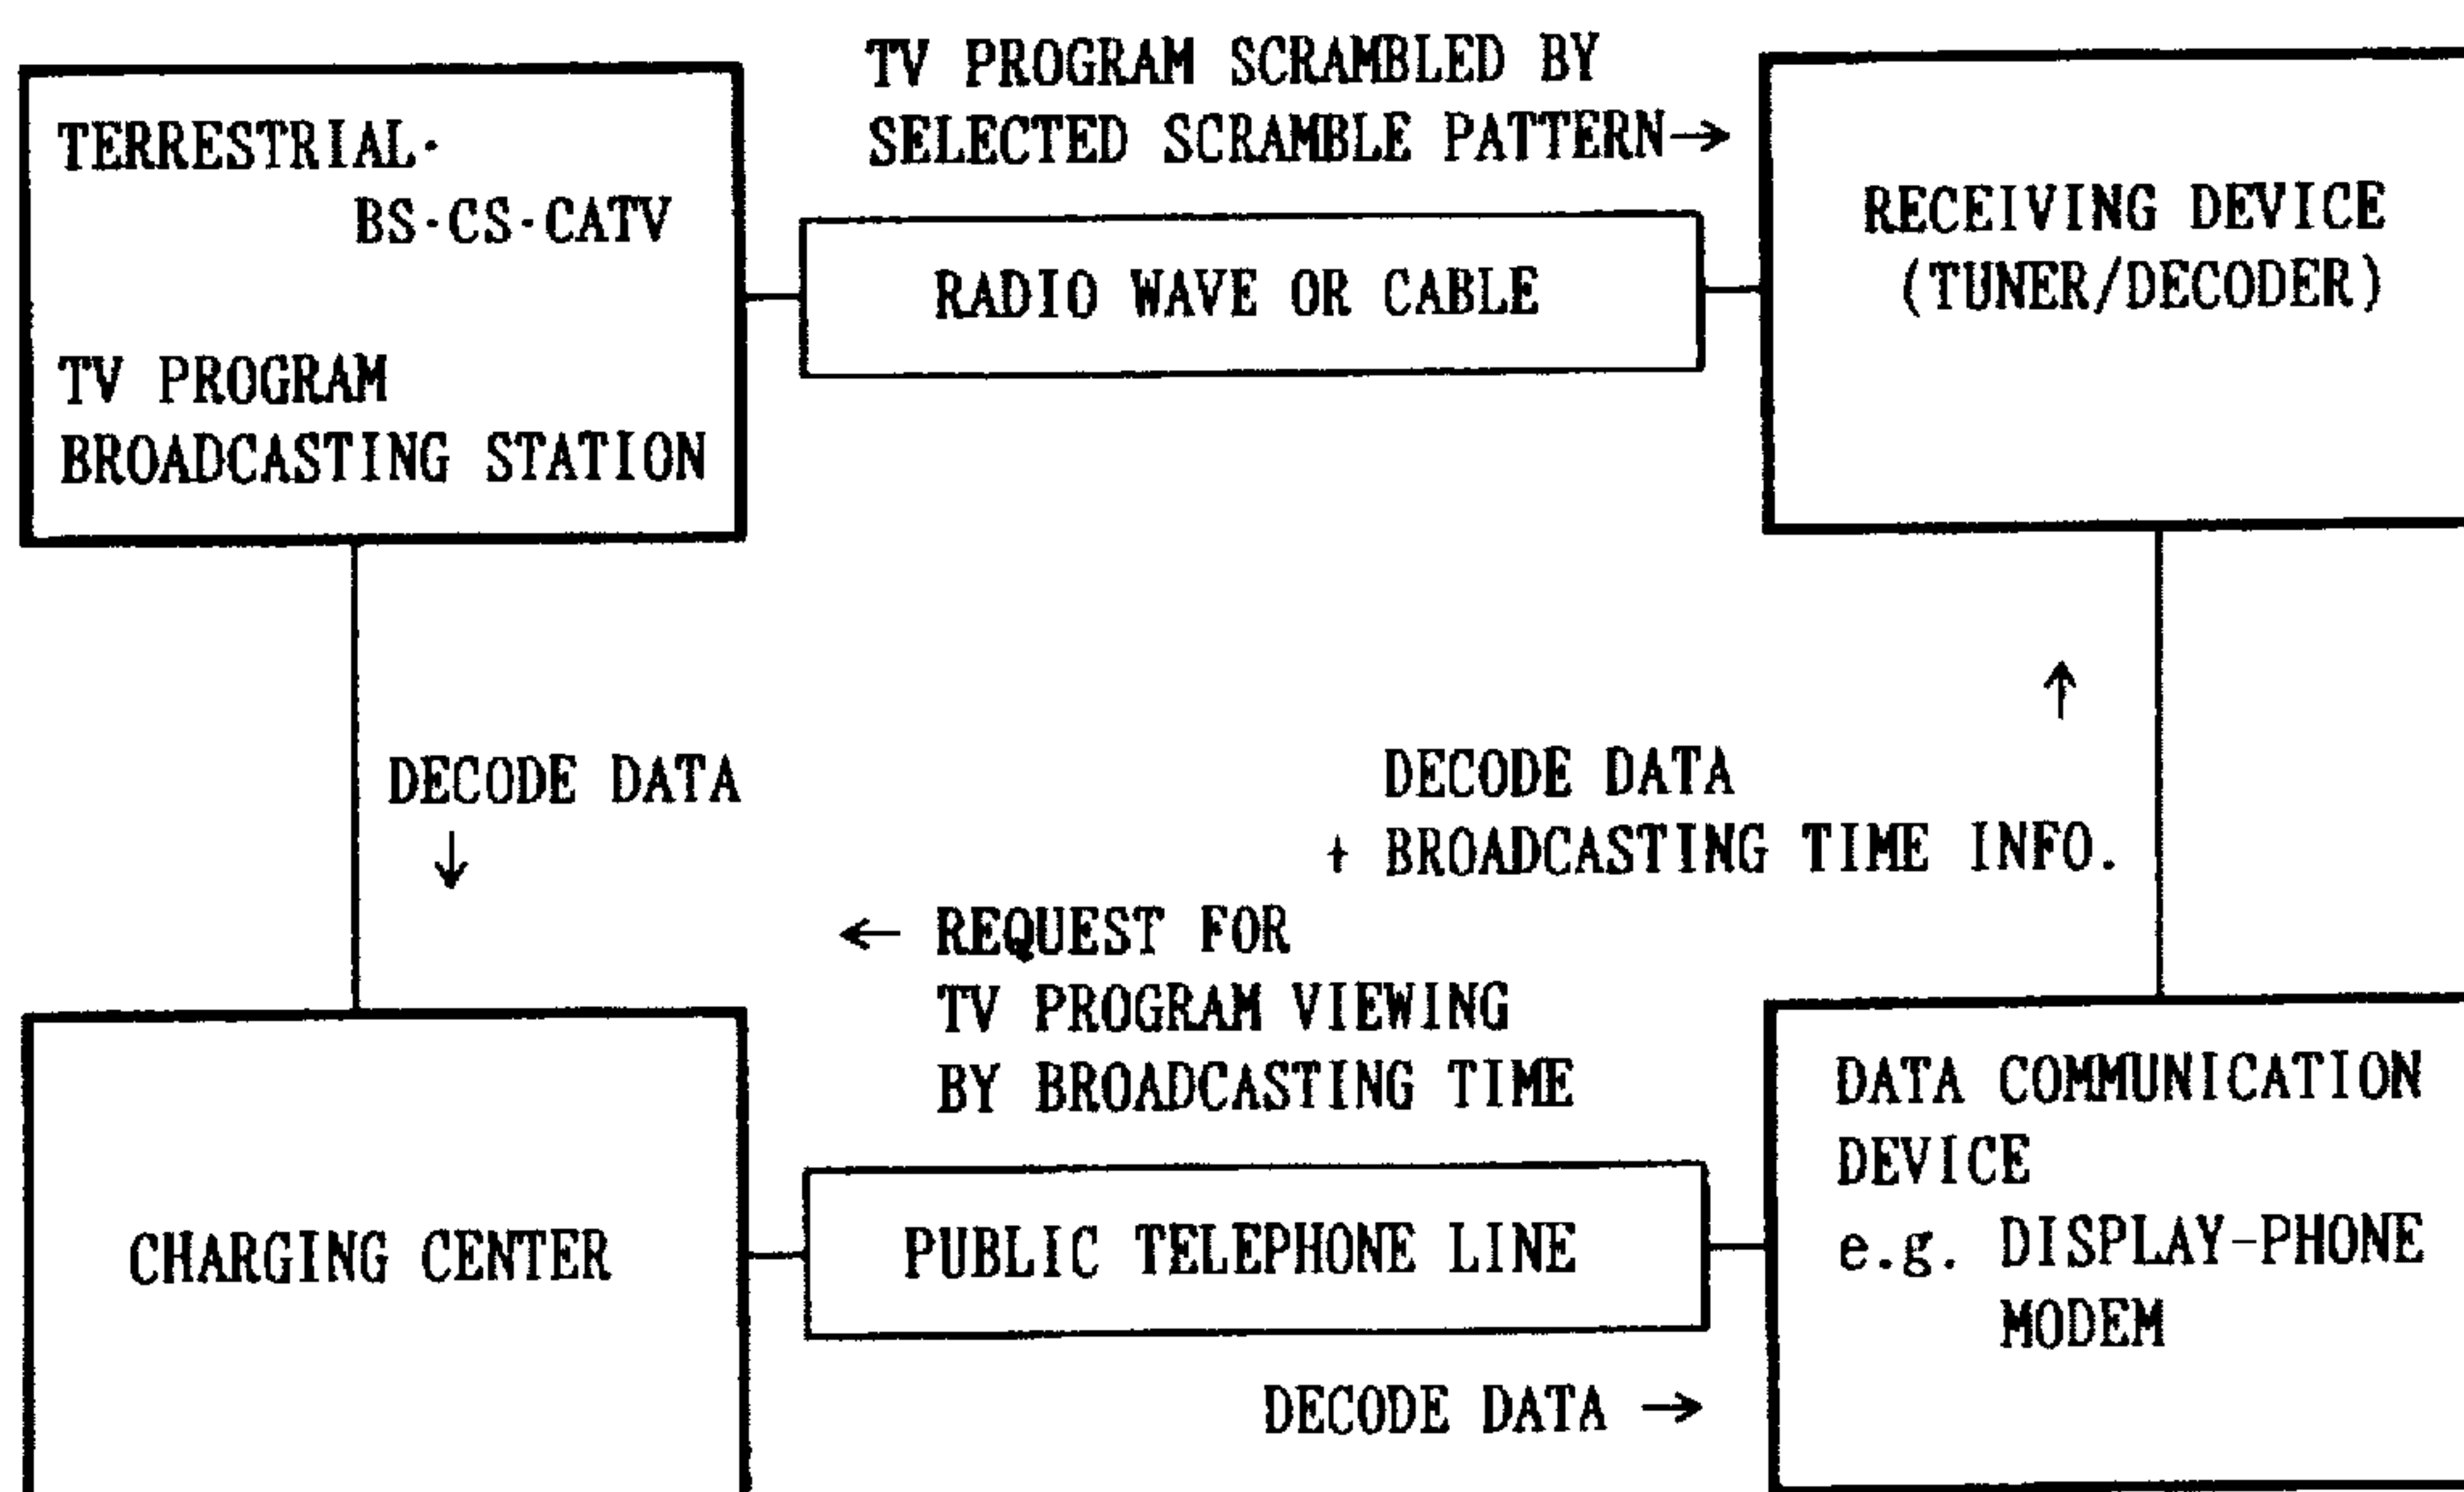 TERRESTRIAL·
BS·CS·CATV
TV PROGRAM
BROADCASTING STATION
TV PROGRAM SCRAMBLED BY
SELECTED SCRAMBLE PATTERN→
RADIO WAVE OR CABLE
RECEIVING DEVICE
(TUNER/DECODER)
DECODE DATA
↓
↑
DECODE DATA
+ BROADCASTING TIME INFO.
← REQUEST FOR
TV PROGRAM VIEWING
BY BROADCASTING TIME
CHARGING CENTER
PUBLIC TELEPHONE LINE
DECODE DATA →
DATA COMMUNICATION
DEVICE
e.g. DISPLAY-PHONE
MODEM